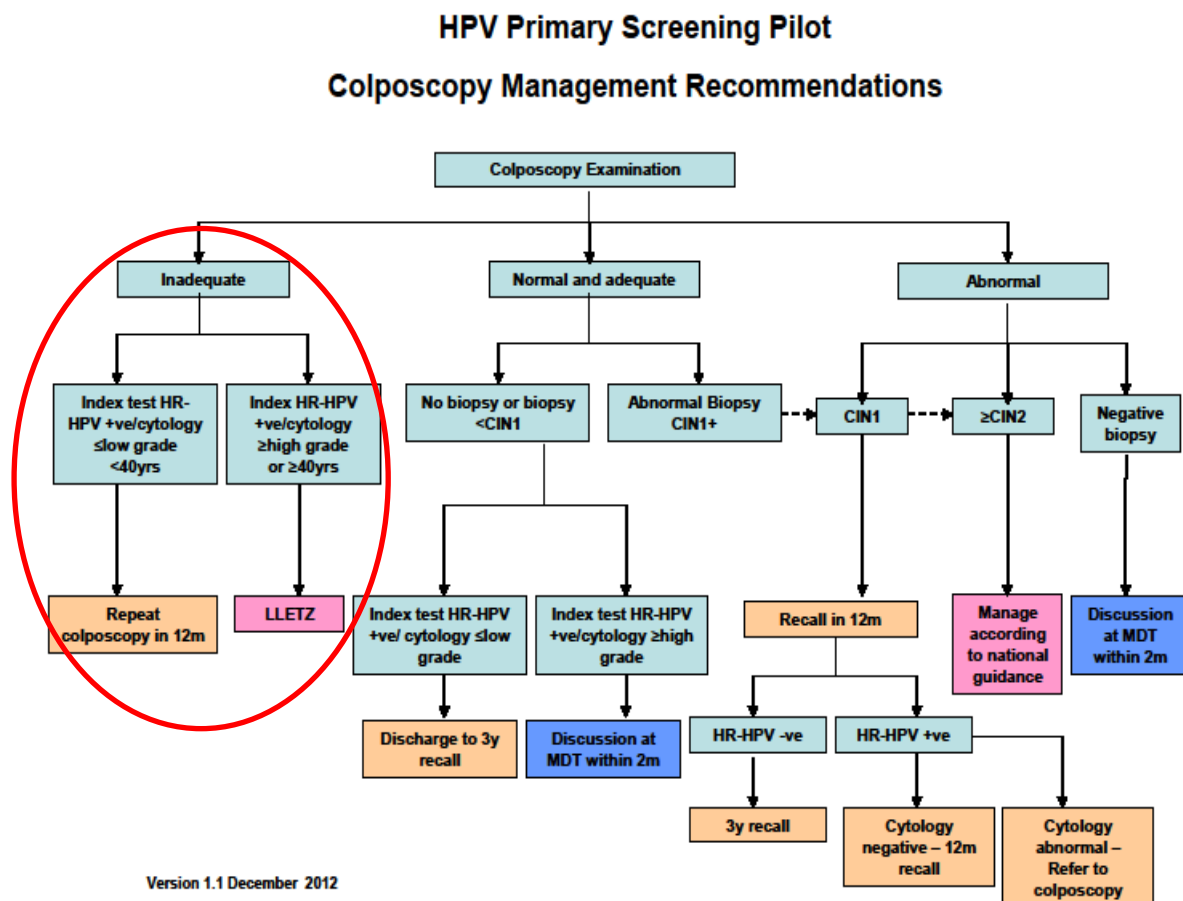 HPV Primary Screening Pilot
Colposcopy Management Recommendations
Colposcopy Examination
Inadequate
Normal and adequate
Abnormal
Index test HR-
HPV +ve/cytology
≤low grade
<40yrs
Index HR-HPV
+ve/cytology
≥high grade
or ≥40yrs
No biopsy or biopsy
<CIN1
Abnormal Biopsy
CIN1+
CIN1
≥CIN2
Negative
biopsy
Repeat
colposcopy in 12m
LLETZ
Index test HR-HPV
+ve/ cytology ≤low
grade
Index test HR-HPV
+ve/cytology ≥high
grade
Recall in 12m
Manage
according
to national
guidance
Discussion
at MDT
within 2m
Discharge to 3y
recall
Discussion at
MDT within 2m
HR-HPV -ve
HR-HPV +ve
3y recall
Cytology
negative – 12m
recall
Cytology
abnormal –
Refer to
colposcopy
Version 1.1 December 2012